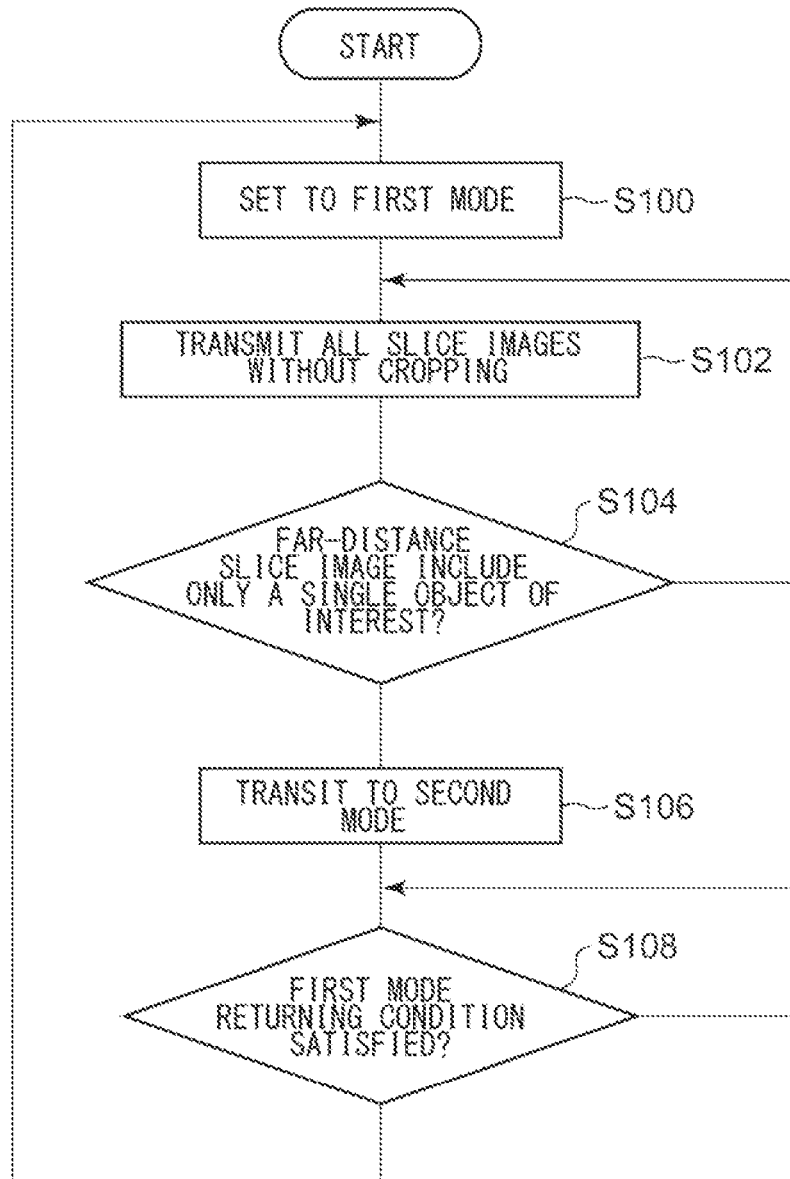 START
SET TO FIRST MODE
S100
TRANSMIT ALL SLICE IMAGES
WITHOUT CROPPING
S102
S104
FAR-DISTANCE
SLICE IMAGE INCLUDE
ONLY A SINGLE OBJECT OF
INTEREST?
TRANSIT TO SECOND
MODE
S106
S108
FIRST MODE
RETURNING CONDITION
SATISFIED?